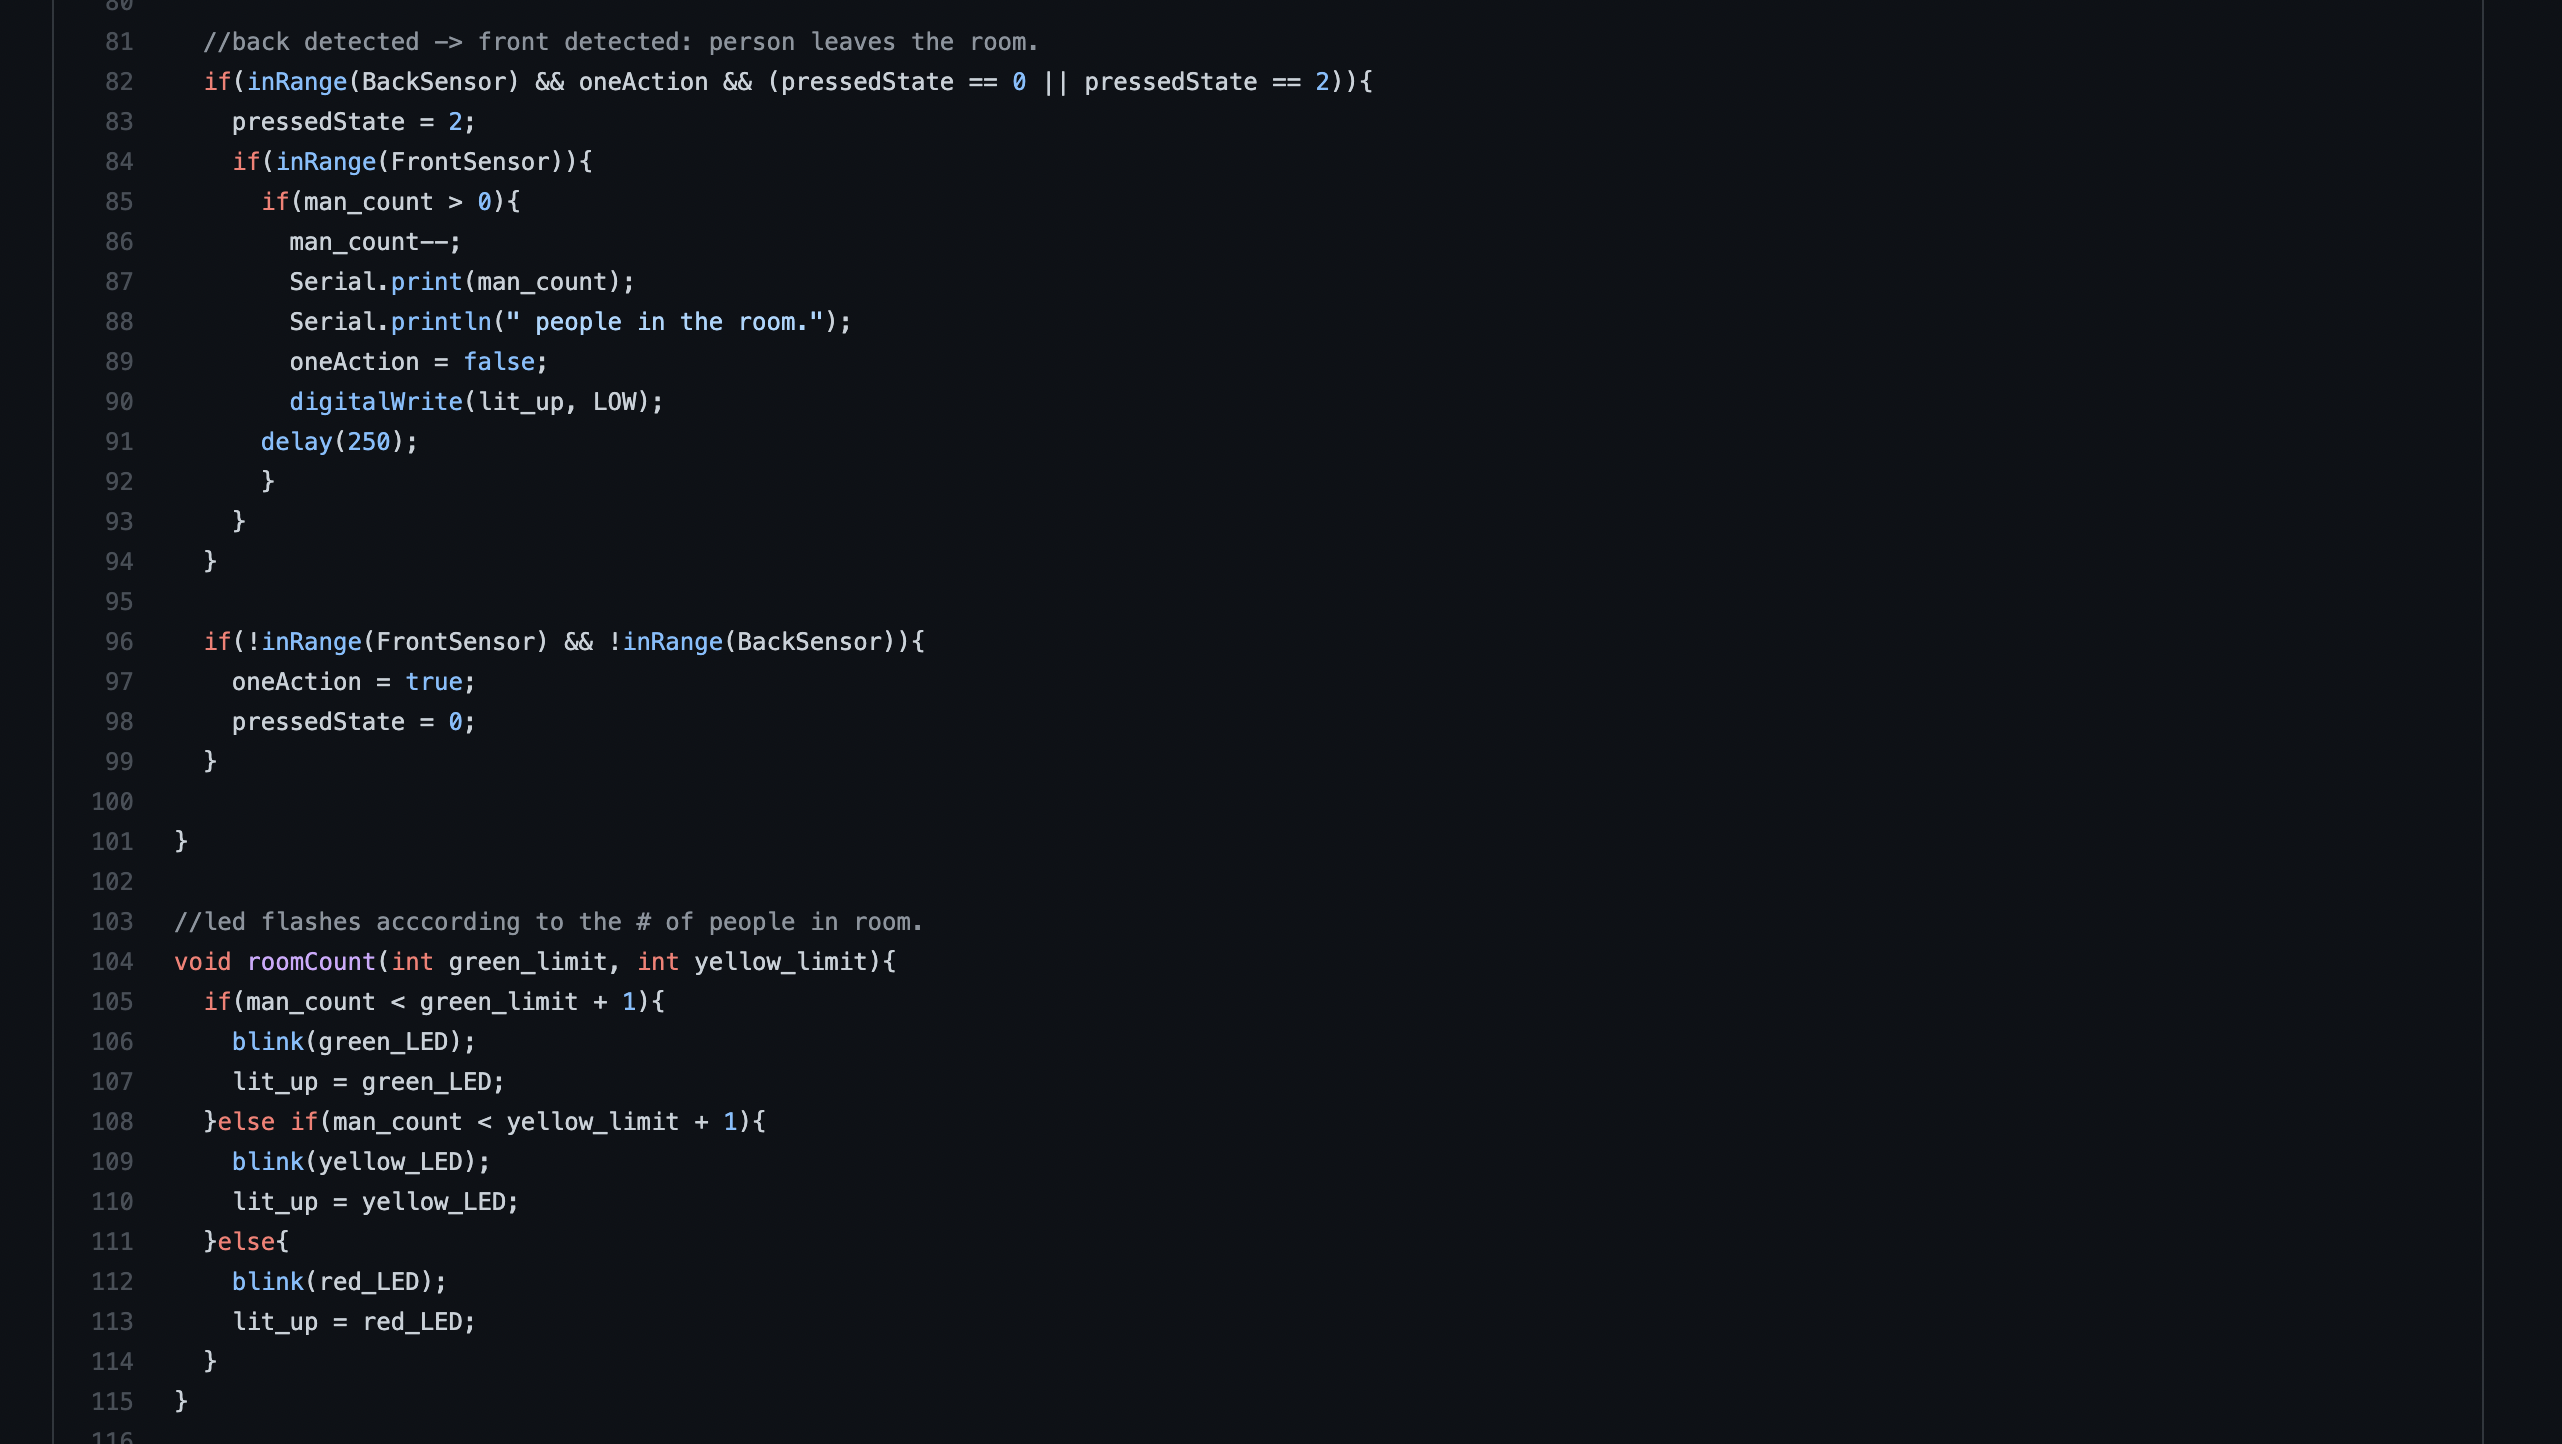 80
81 //back detected -> front detected: person leaves the room.
82 if(inRange(BackSensor) && oneAction && (pressedState == 0 || pressedState == 2)){
83 pressedState = 2;
84 if(inRange(FrontSensor)){
85 if(man_count > 0){
86 man_count--;
87 Serial.print(man_count);
88 Serial.println(" people in the room.");
89 oneAction = false;
90 digitalWrite(lit_up, LOW);
91 delay(250);
92 }
93 }
94 }
95
96 if(!inRange(FrontSensor) && !inRange(BackSensor)){
97 oneAction = true;
98 pressedState = 0;
99 }
100
101 }
102
103 //led flashes acccording to the # of people in room.
104 void roomCount(int green_limit, int yellow_limit){
105 if(man_count < green_limit + 1){
106 blink(green_LED);
107 lit_up = green_LED;
108 }else if(man_count < yellow_limit + 1){
109 blink(yellow_LED);
110 lit_up = yellow_LED;
111 }else{
112 blink(red_LED);
113 lit_up = red_LED;
114 }
115 }
116